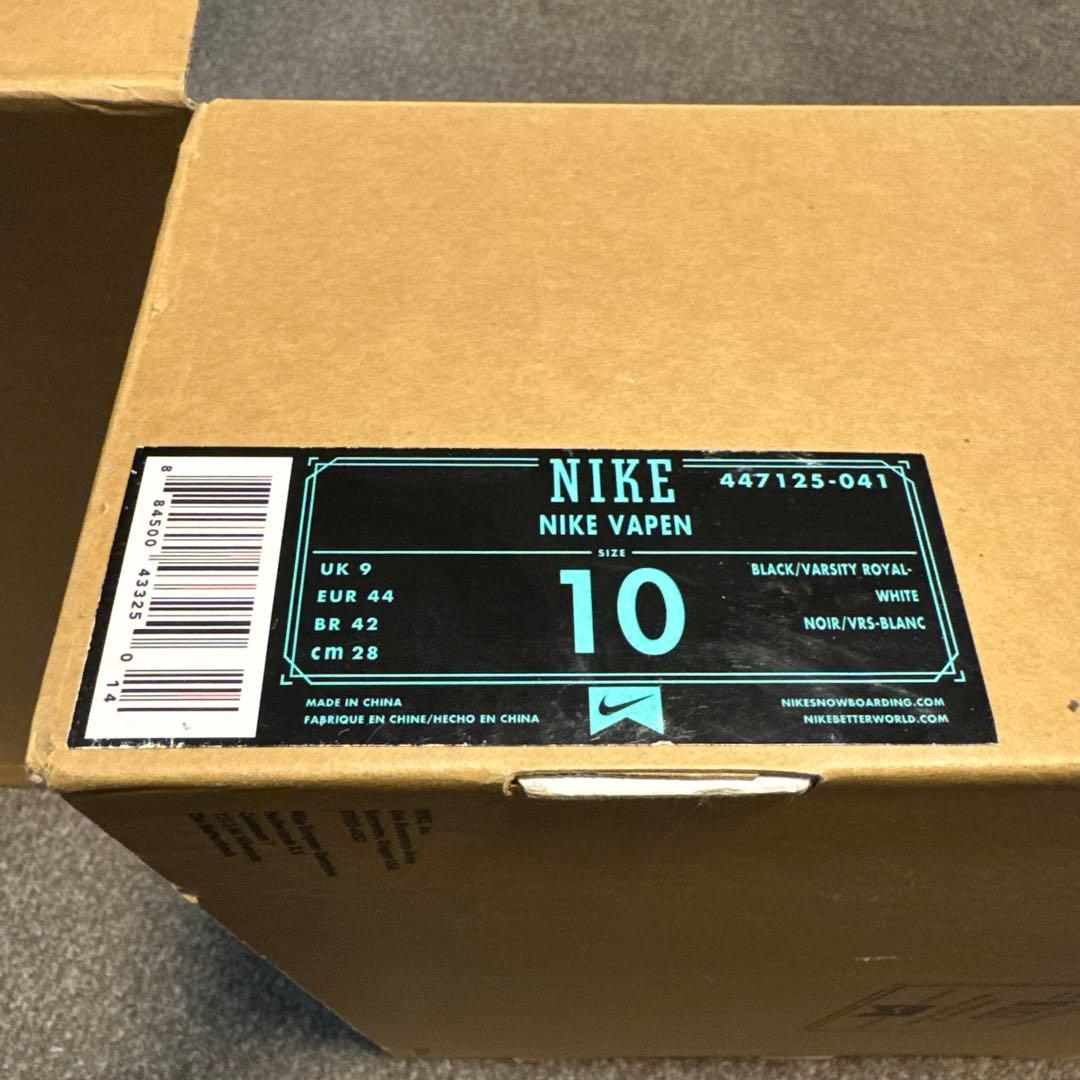 NIKE
447125-041
NIKE VAPEN
SIZE
10
UK 9
EUR 44
BR 42
cm 28
BLACK/VARSITY ROYAL-
WHITE
NOIR/VRS-BLANC
MADE IN CHINA
FABRIQUE EN CHINE/HECHO EN CHINA
NIKESNOWBOARDING.COM
NIKEBETTERWORLD.COM
8 84500 43325 0 14